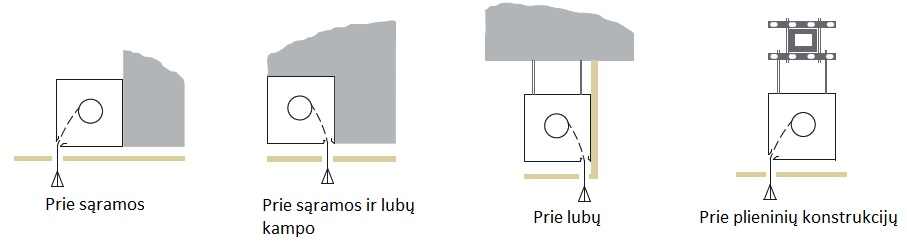 Prie sąramos
Prie sąramos ir lubų
kampo
Prie lubų
Prie plieninių konstrukcijų